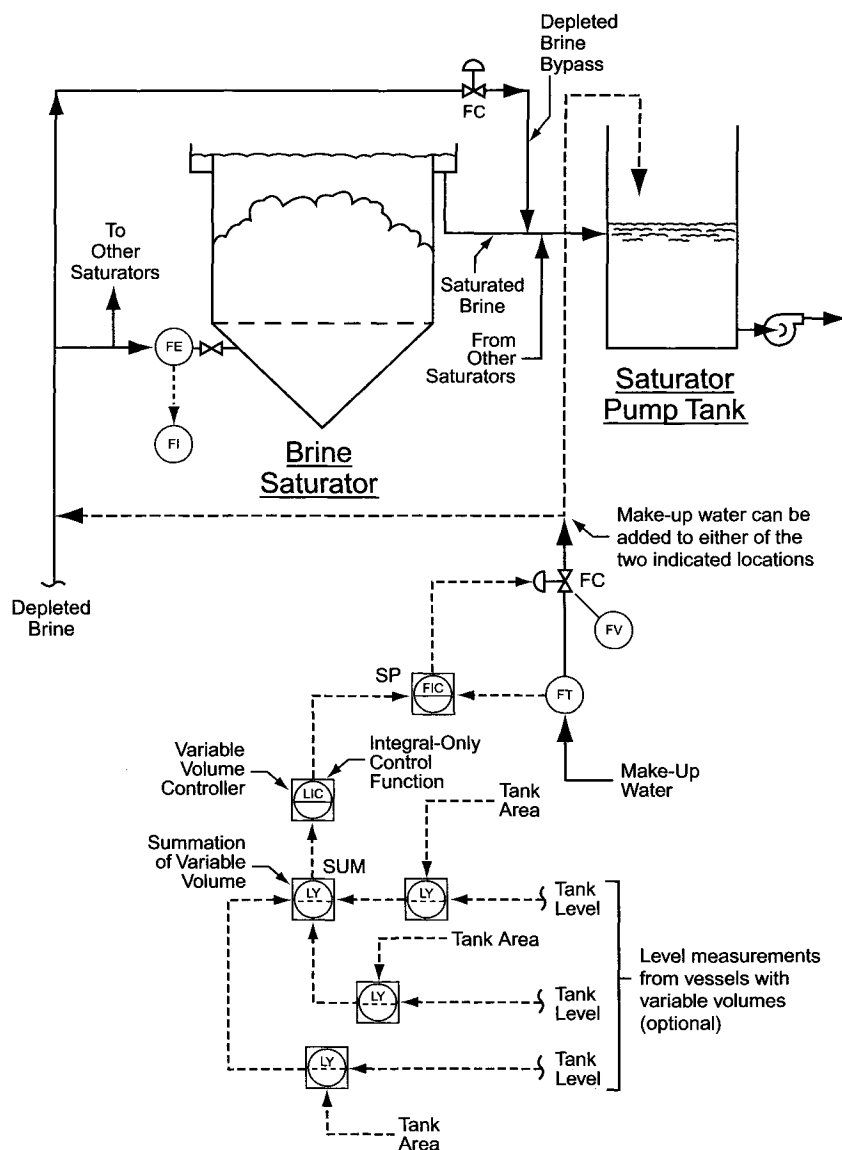 Depleted
Brine
Bypass
FC
To
Other
Saturators
Saturated
Brine
From
Other
Saturators
FE
FI
Brine
Saturator
Saturator
Pump Tank
Make-up water can be
added to either of the
two indicated locations
Depleted
Brine
FC
FV
SP
FIC
FT
Variable
Volume
Controller
Integral-Only
Control
Function
LIC
Make-Up
Water
Tank
Area
Summation
of Variable
Volume
SUM
LY
LY
Tank
Level
Tank Area
LY
Tank
Level
Level measurements
from vessels with
variable volumes
(optional)
LY
Tank
Level
Tank
Area